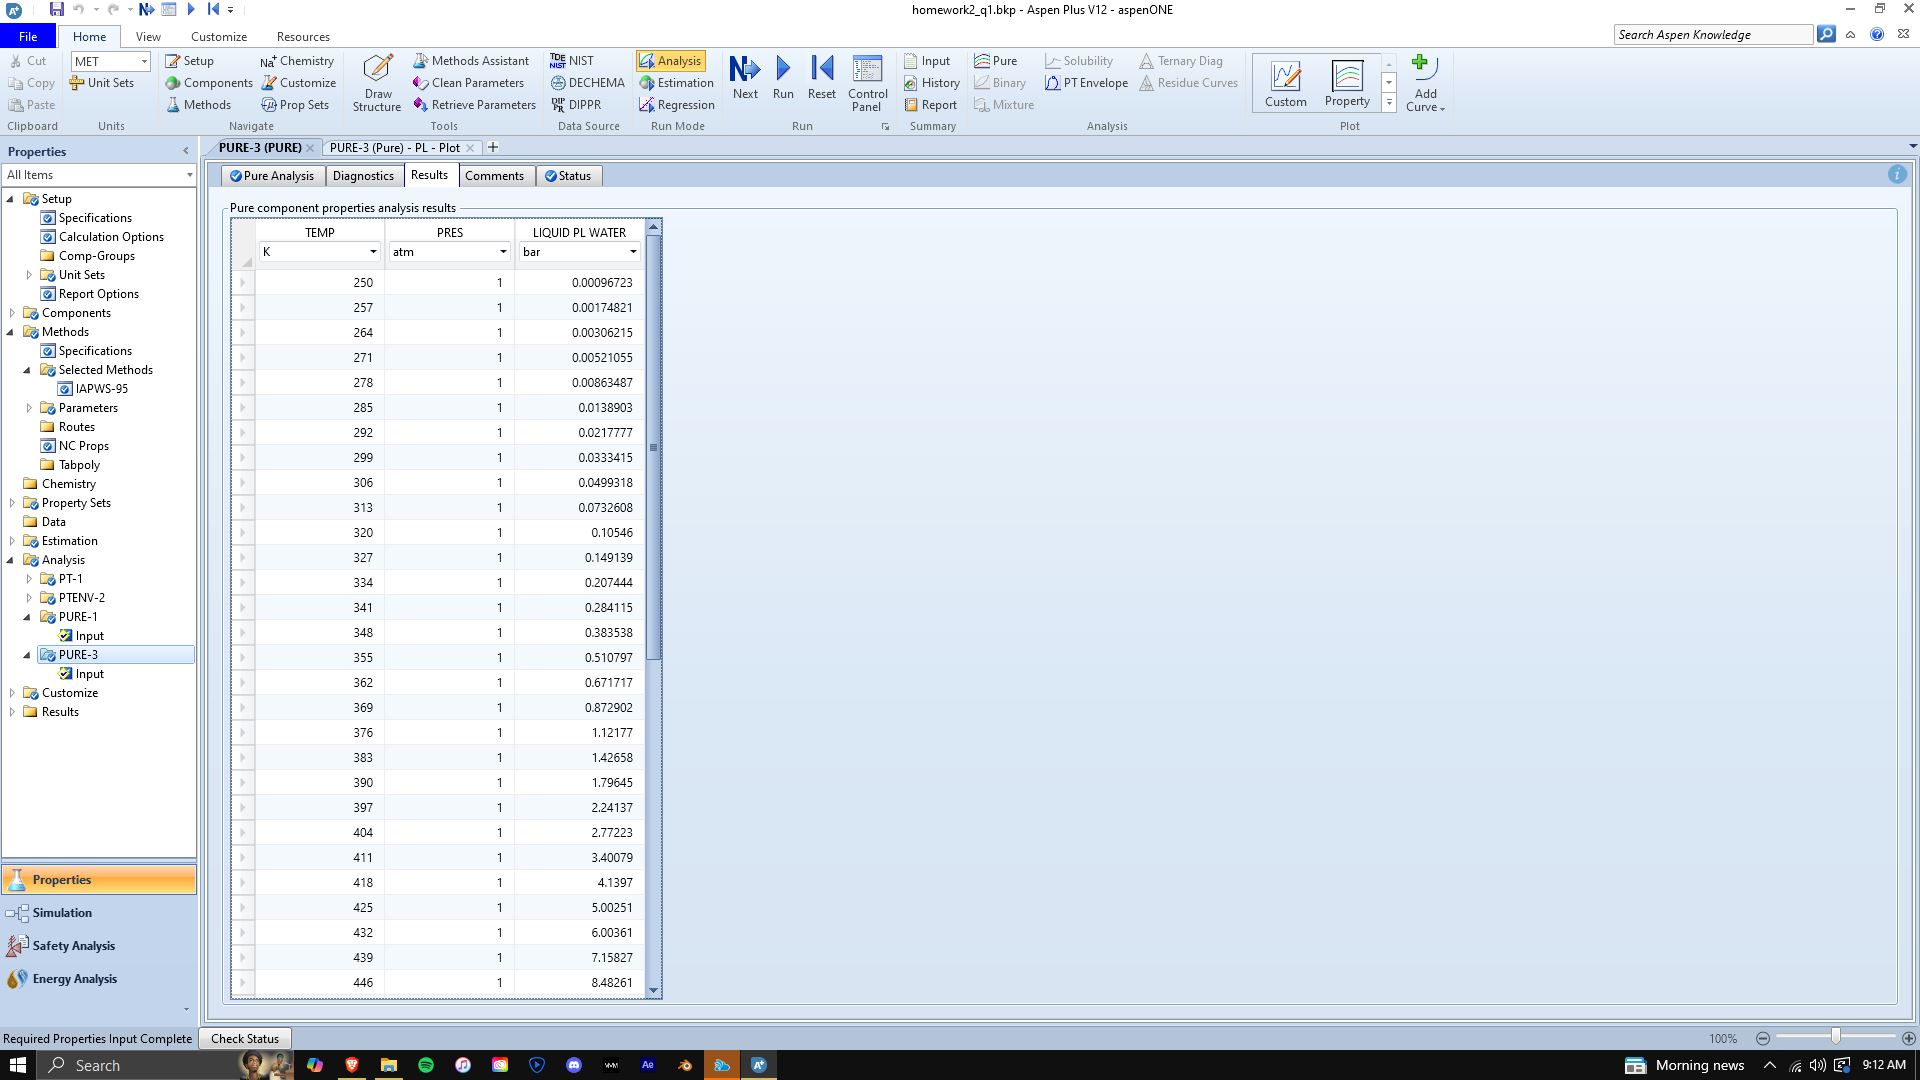 homework2_q1.bkp - Aspen Plus V12 - aspenONE
File Home View Customize Resources
Search Aspen Knowledge
Cut
Copy
Paste
Clipboard
MET
Unit Sets
Units
Setup
Components
Methods
Na+ Chemistry
Customize
Prop Sets
Navigate
Draw Structure
Methods Assistant
Clean Parameters
Retrieve Parameters
Tools
NIST
DECHEMA
DIPPR
Data Source
Analysis
Estimation
Regression
Run Mode
Next
Run
Reset
Control Panel
Run
Input
History
Report
Summary
Pure
Binary
Mixture
Solubility
PT Envelope
Ternary Diag
Residue Curves
Analysis
Custom
Property
Add Curve
Plot
Properties
All Items
Setup
Specifications
Calculation Options
Comp-Groups
Unit Sets
Report Options
Components
Methods
Specifications
Selected Methods
IAPWS-95
Parameters
Routes
NC Props
Tabpoly
Chemistry
Property Sets
Data
Estimation
Analysis
PT-1
PTENV-2
PURE-1
Input
PURE-3
Input
Customize
Results
Properties
Simulation
Safety Analysis
Energy Analysis
PURE-3 (PURE)
PURE-3 (Pure) - PL - Plot
Pure Analysis
Diagnostics
Results
Comments
Status
Pure component properties analysis results
TEMP PRES LIQUID PL WATER
K atm bar
250 1 0.00096723
257 1 0.00174821
264 1 0.00306215
271 1 0.00521055
278 1 0.00863487
285 1 0.0138903
292 1 0.0217777
299 1 0.0333415
306 1 0.0499318
313 1 0.0732608
320 1 0.10546
327 1 0.149139
334 1 0.207444
341 1 0.284115
348 1 0.383538
355 1 0.510797
362 1 0.671717
369 1 0.872902
376 1 1.12177
383 1 1.42658
390 1 1.79645
397 1 2.24137
404 1 2.77223
411 1 3.40079
418 1 4.1397
425 1 5.00251
432 1 6.00361
439 1 7.15827
446 1 8.48261
Required Properties Input Complete
Check Status
100%
Search
Ae
Morning news
9:12 AM